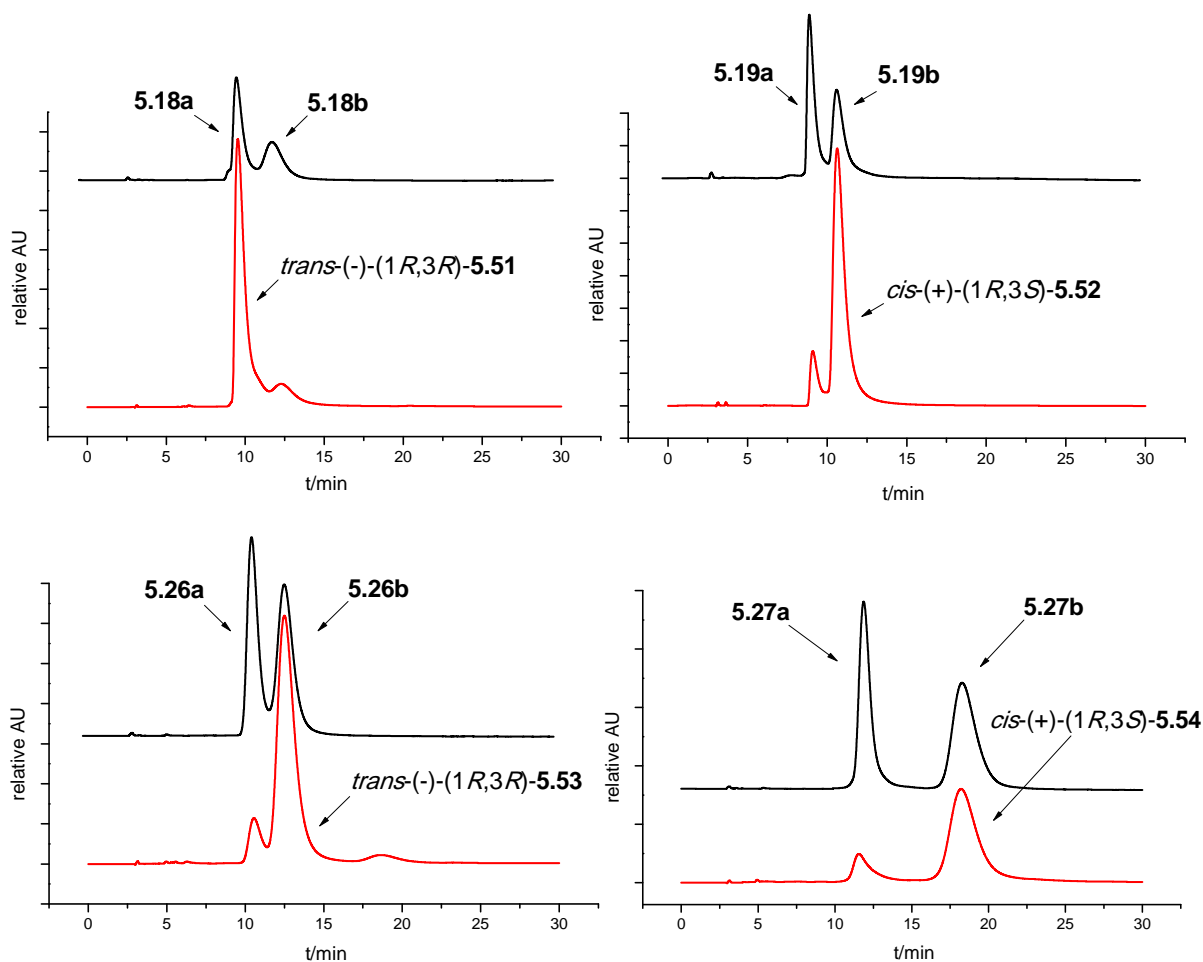 5.18a
5.18b
trans-(-)-(1R,3R)-5.51
relative AU
0 5 10 15 20 25 30
t/min
5.19a
5.19b
cis-(+)-(1R,3S)-5.52
relative AU
0 5 10 15 20 25 30
t/min
5.26a
5.26b
trans-(-)-(1R,3R)-5.53
relative AU
0 5 10 15 20 25 30
t/min
5.27a
5.27b
cis-(+)-(1R,3S)-5.54
relative AU
0 5 10 15 20 25 30
t/min